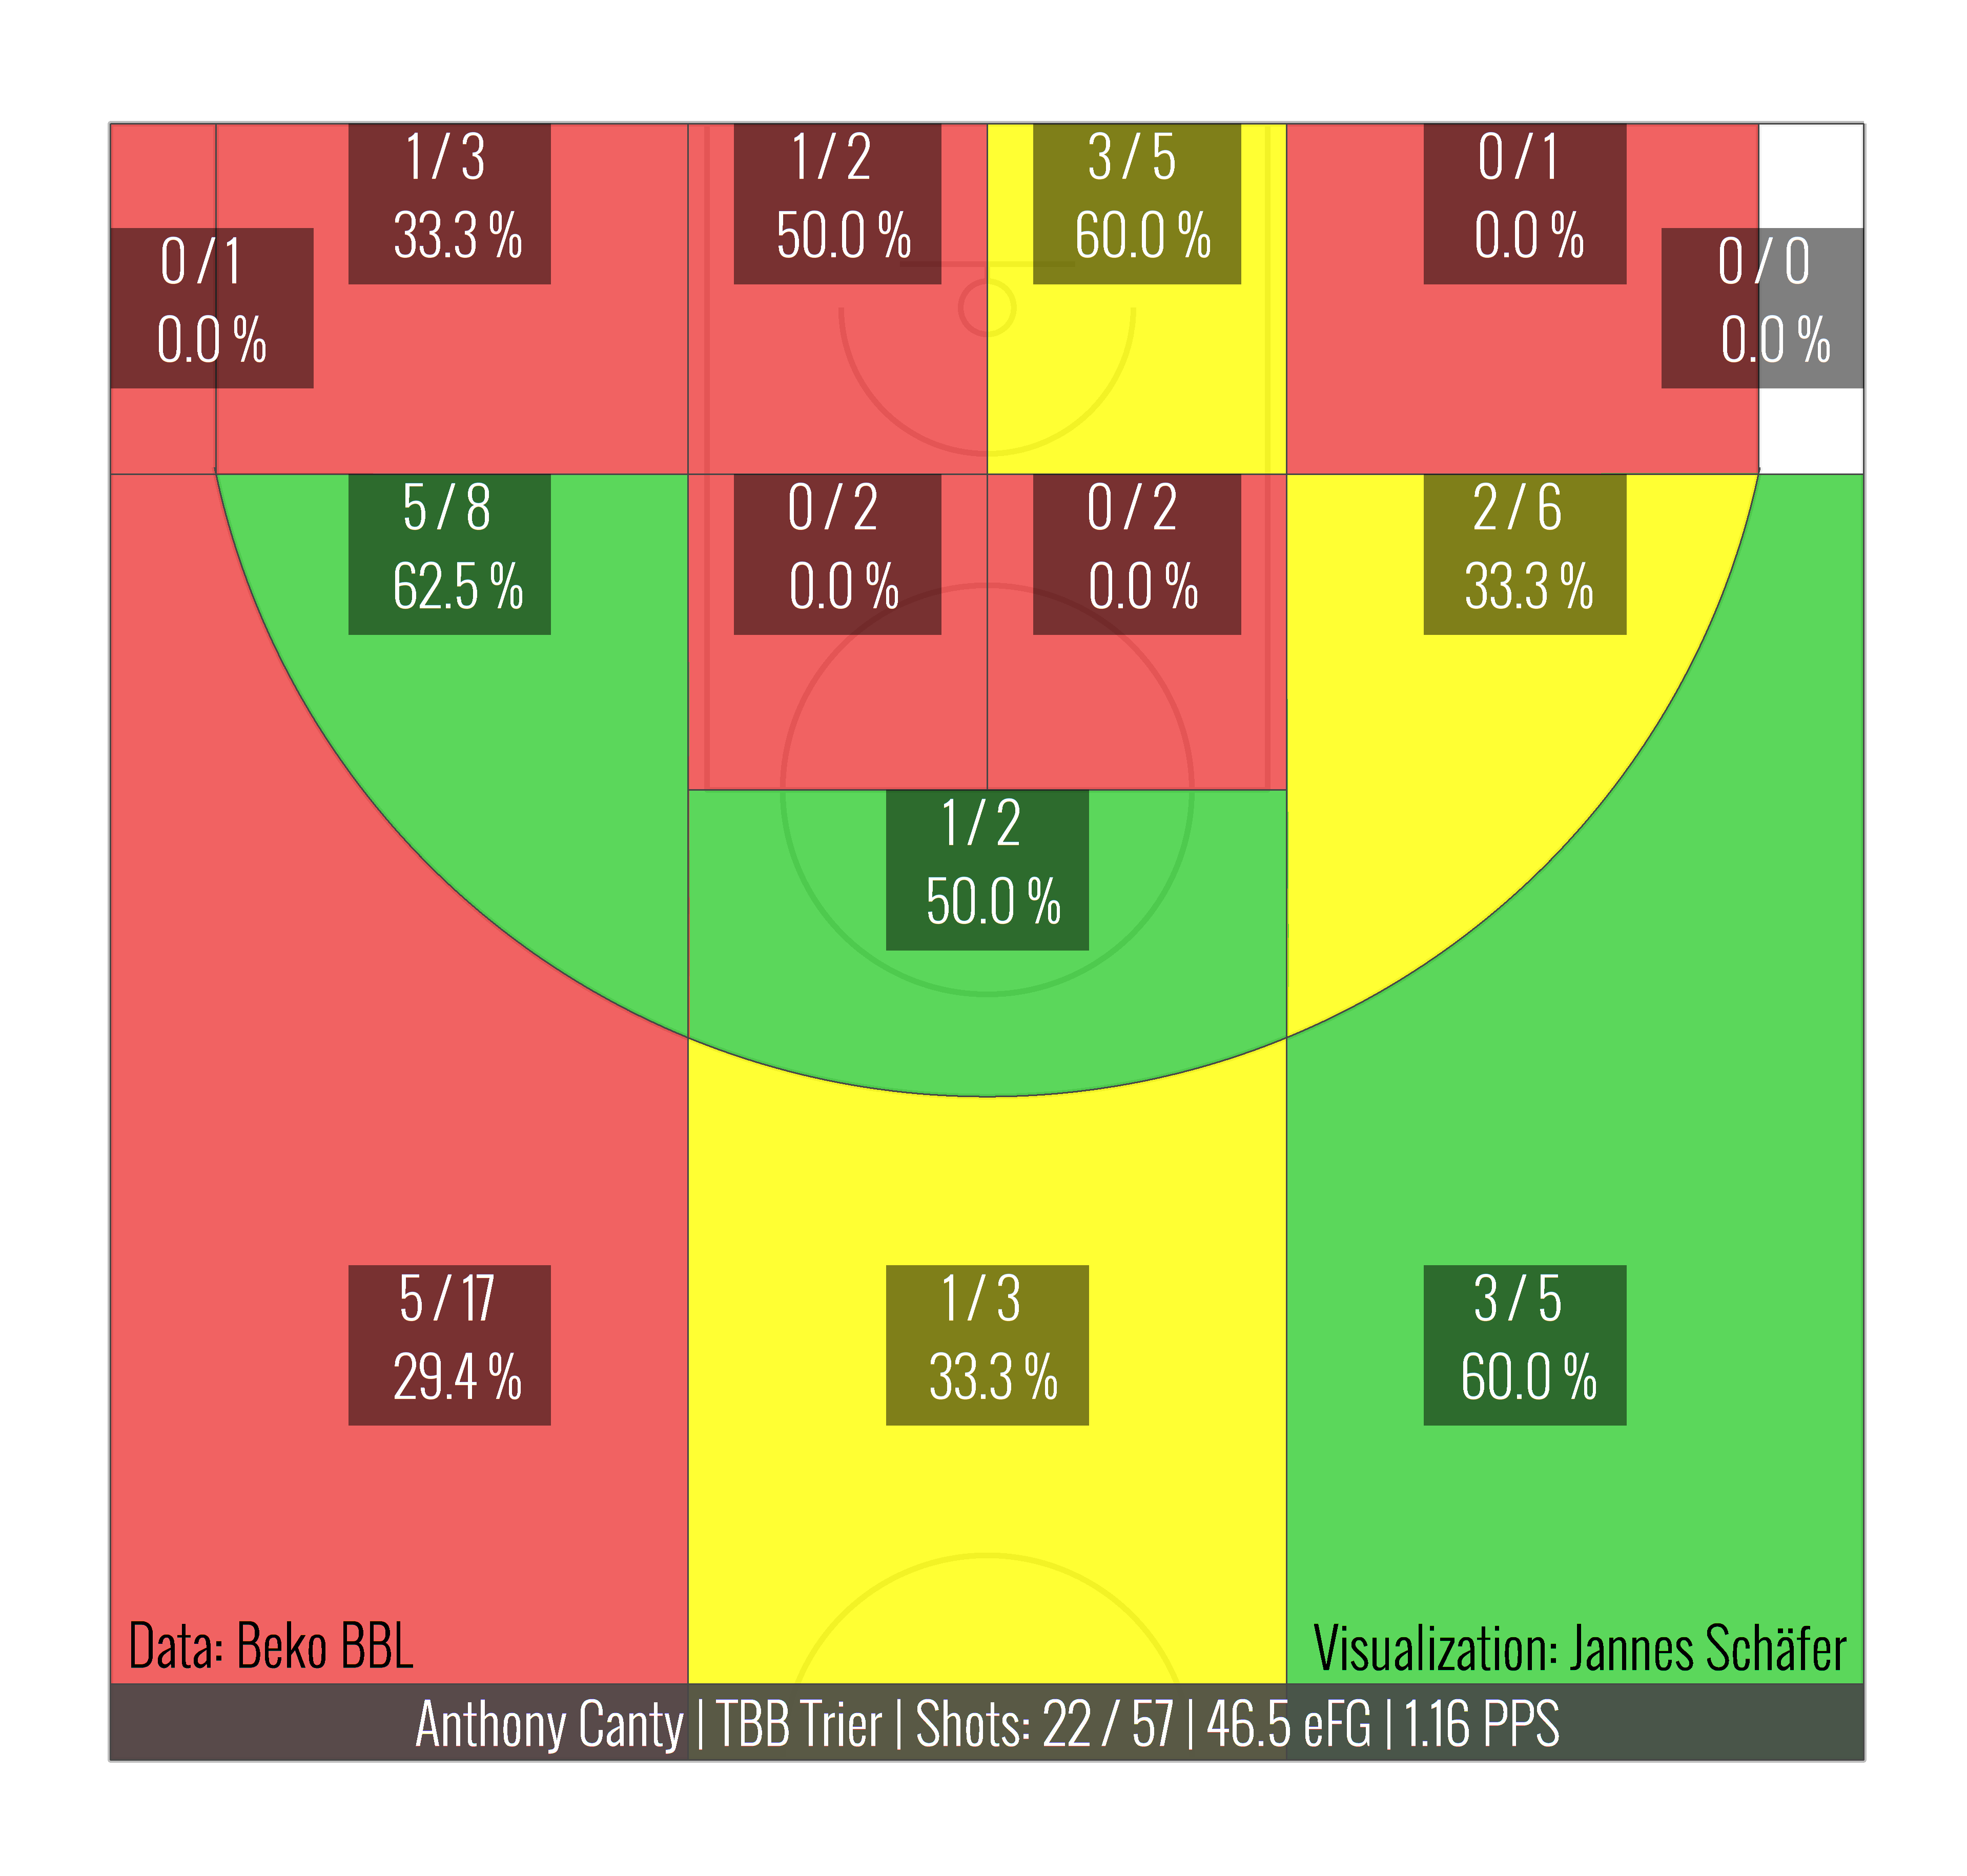 1 / 3
33.3 %
1 / 2
50.0 %
3 / 5
60.0 %
0 / 1
0.0 %
0 / 1
0.0 %
0 / 0
0.0 %
5 / 8
62.5 %
0 / 2
0.0 %
0 / 2
0.0 %
2 / 6
33.3 %
1 / 2
50.0 %
5 / 17
29.4 %
1 / 3
33.3 %
3 / 5
60.0 %
Data: Beko BBL
Visualization: Jannes Schäfer
Anthony Canty | TBB Trier | Shots: 22 / 57 | 46.5 eFG | 1.16 PPS